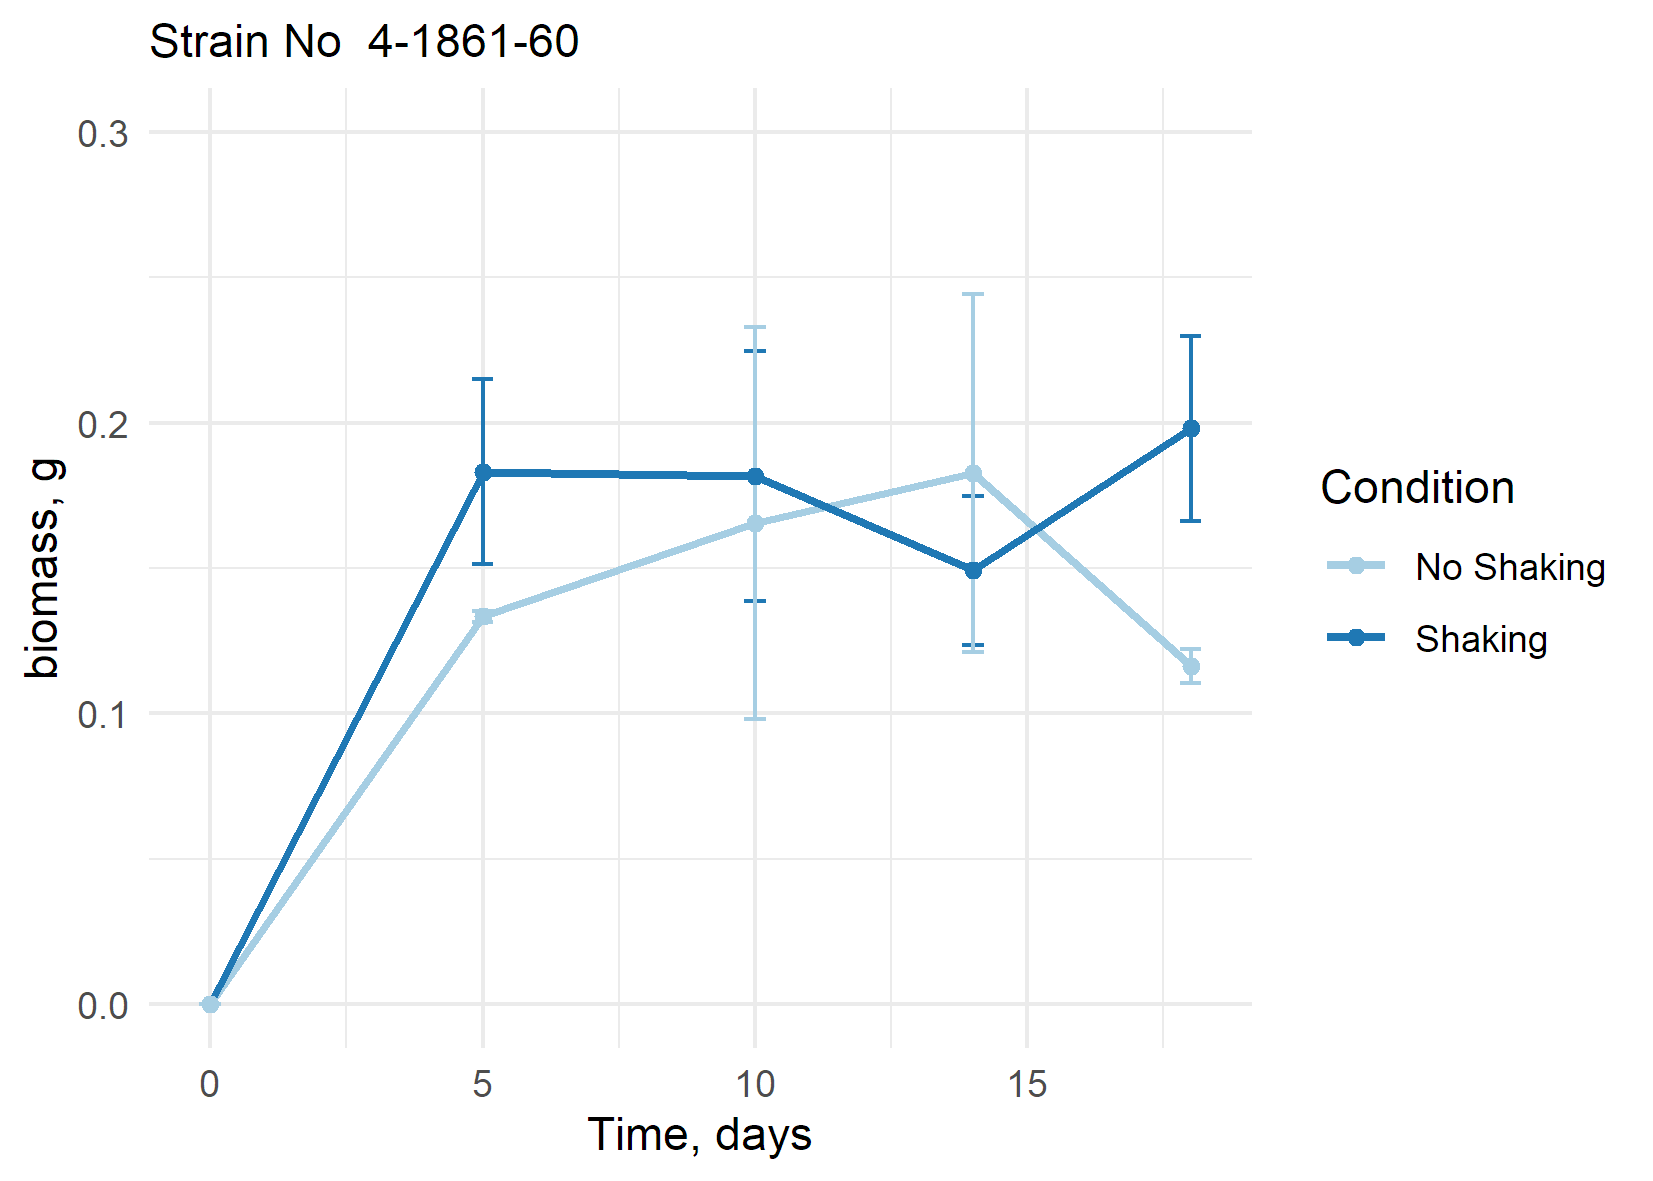 Strain No  4-1861-60
0.3
0.2
0.1
0.0
biomass, g
0
5
10
15
Time, days
Condition
No Shaking
Shaking